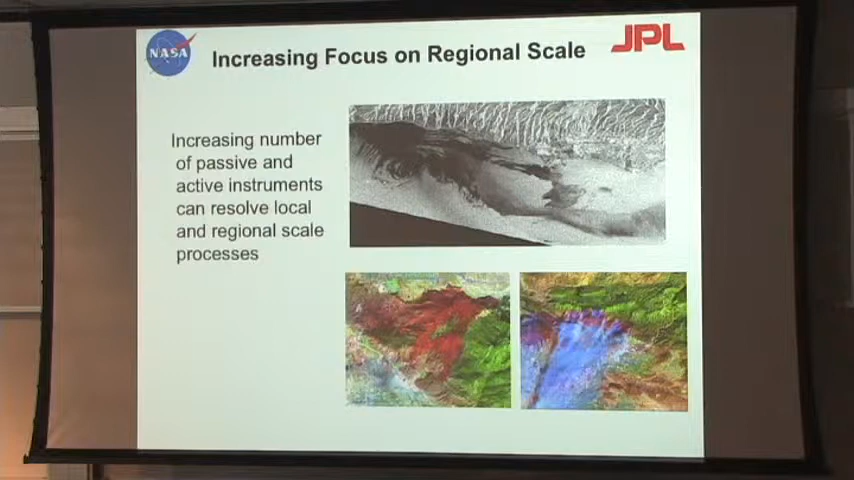 NASA
Increasing Focus on Regional Scale
JPL
Increasing number
of passive and
active instruments
can resolve local
and regional scale
processes